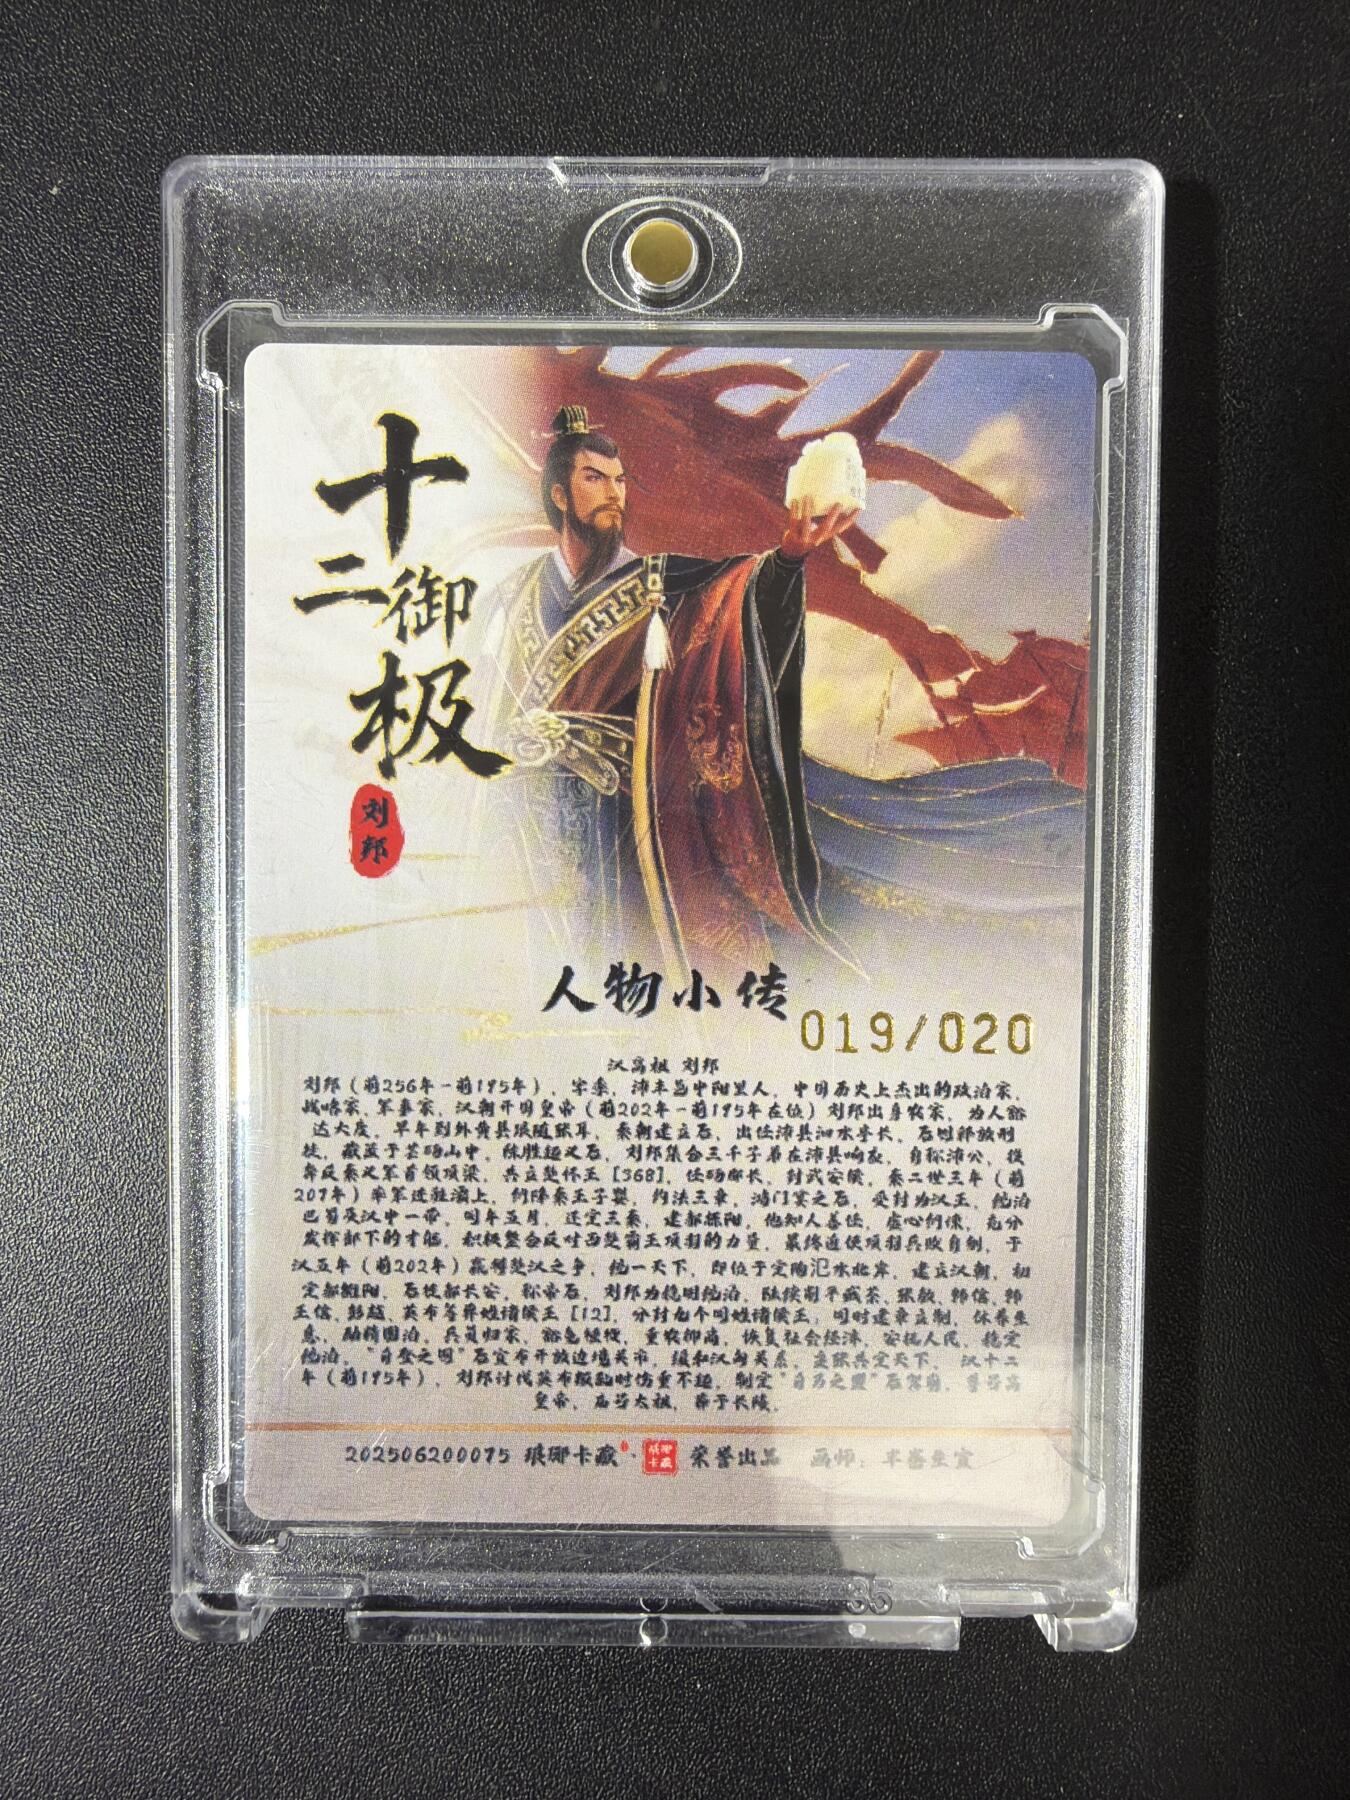 十
二御
极
刘
邦
人物小传
019/020
汉高祖 刘邦
刘邦（前256年－前195年），字季，沛丰邑中阳里人，中国历史上杰出的政治家、
战略家、军事家，汉朝开国皇帝（前202年－前195年在位）刘邦出身农家，为人豁
达大度，早年到外黄县跟随张耳，秦朝建立后，出任沛县泗水亭长，后因释放刑
徒，藏匿于芒砀山中，陈胜起义后，刘邦集合三千子弟在沛县响应，自称沛公，投
奔反秦义军首领项梁，共立楚怀王［368］，任砀郡长，封武安侯，秦二世三年（前
207年）率军进驻灞上，约降秦王子婴，约法三章，鸿门宴之后，受封为汉王，统治
巴蜀及汉中一带，同年五月，还定三秦，建都栎阳，他知人善任，虚心纳谏，充分
发挥部下的才能，积极整合反对西楚霸王项羽的力量，最终迫使项羽兵败自刎，于
汉五年（前202年）赢得楚汉之争，统一天下，即位于定陶氾水北岸，建立汉朝，初
定都雒阳，后徙都长安，称帝后，刘邦为稳固统治，陆续削平臧荼、张敖、韩信、韩
王信、彭越、英布等异姓诸侯王［12］，分封九个同姓诸侯王；同时建章立制，休养生
息，励精图治，兵员归家，豁免徭役，重农抑商，恢复社会经济，安抚人民，稳定
统治，“白登之围”后宣布开放边境关市，缓和汉匈关系，
汉十二
年（前195年），刘邦讨伐英布叛乱时伤重不起，制定“白马之盟”后驾崩，尊号高
皇帝，庙号太祖，葬于长陵。
202506200075 琅琊卡藏· 琅琊卡藏 荣誉出品 画师：